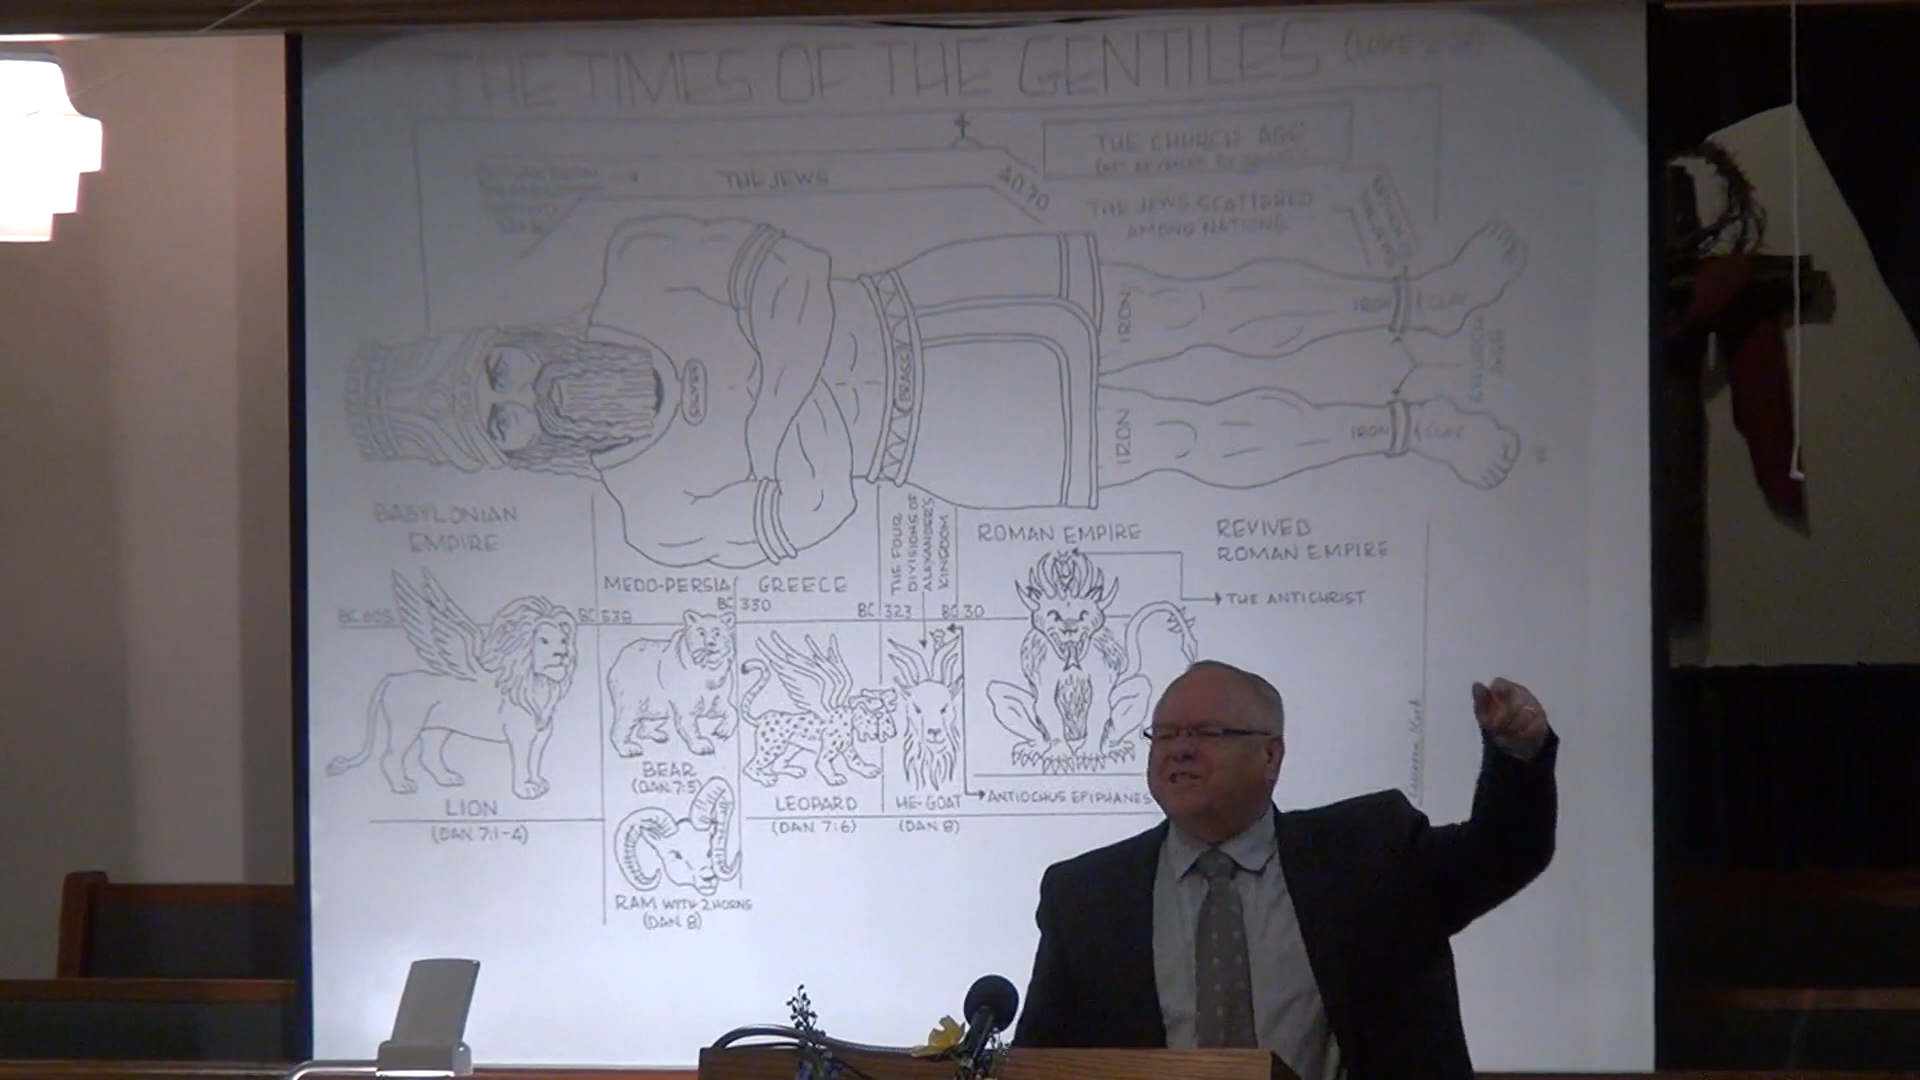 THE TIMES OF THE GENTILES
THE CHURCH AGE
THE JEWS
AD 70
THE JEWS SCATTERED
AMONG NATIONS
SILVER
BRASS
IRON
IRON
IRON
CLAY
IRON
CLAY
CHURCH
AGE
BABYLONIAN
EMPIRE
MEDO-PERSIA
GREECE
THE FOUR
DIVISIONS OF
ALEXANDER'S
KINGDOM
ROMAN EMPIRE
REVIVED
ROMAN EMPIRE
THE ANTICHRIST
BC 605
BC 538
BC 330
BC 323
BC 30
LION
(DAN 7:1-4)
BEAR
(DAN 7:5)
RAM WITH 2 HORNS
(DAN 8)
LEOPARD
(DAN 7:6)
HE-GOAT
(DAN 8)
ANTIOCHUS EPIPHANES